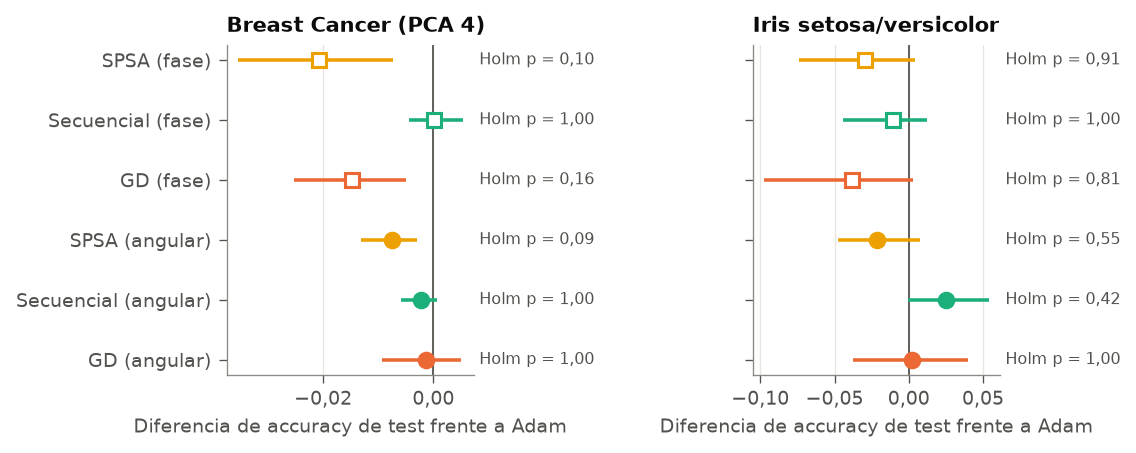 Breast Cancer (PCA 4)
SPSA (fase)
Holm p = 0,10
Secuencial (fase)
Holm p = 1,00
GD (fase)
Holm p = 0,16
SPSA (angular)
Holm p = 0,09
Secuencial (angular)
Holm p = 1,00
GD (angular)
Holm p = 1,00
−0,02 0,00
Diferencia de accuracy de test frente a Adam
Iris setosa/versicolor
Holm p = 0,91
Holm p = 1,00
Holm p = 0,81
Holm p = 0,55
Holm p = 0,42
Holm p = 1,00
−0,10 −0,05 0,00 0,05
Diferencia de accuracy de test frente a Adam